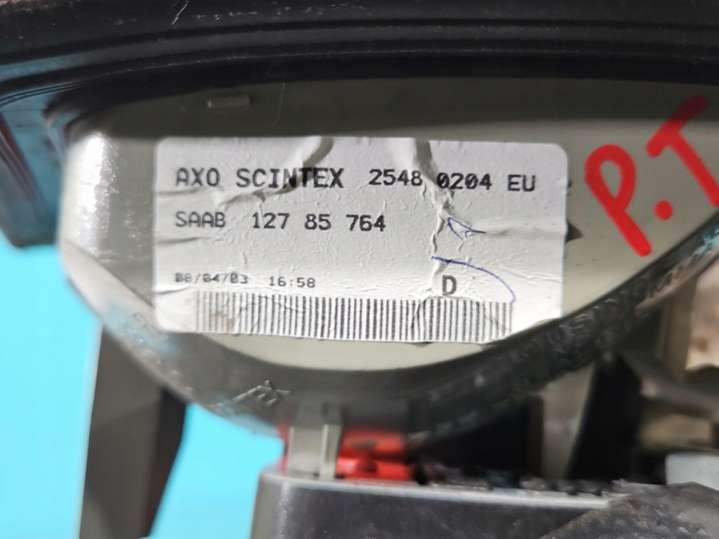 AXO SCINTEX 2548 0204 EU
SAAB 127 85 764
08/04/03 16:58 D
P.T